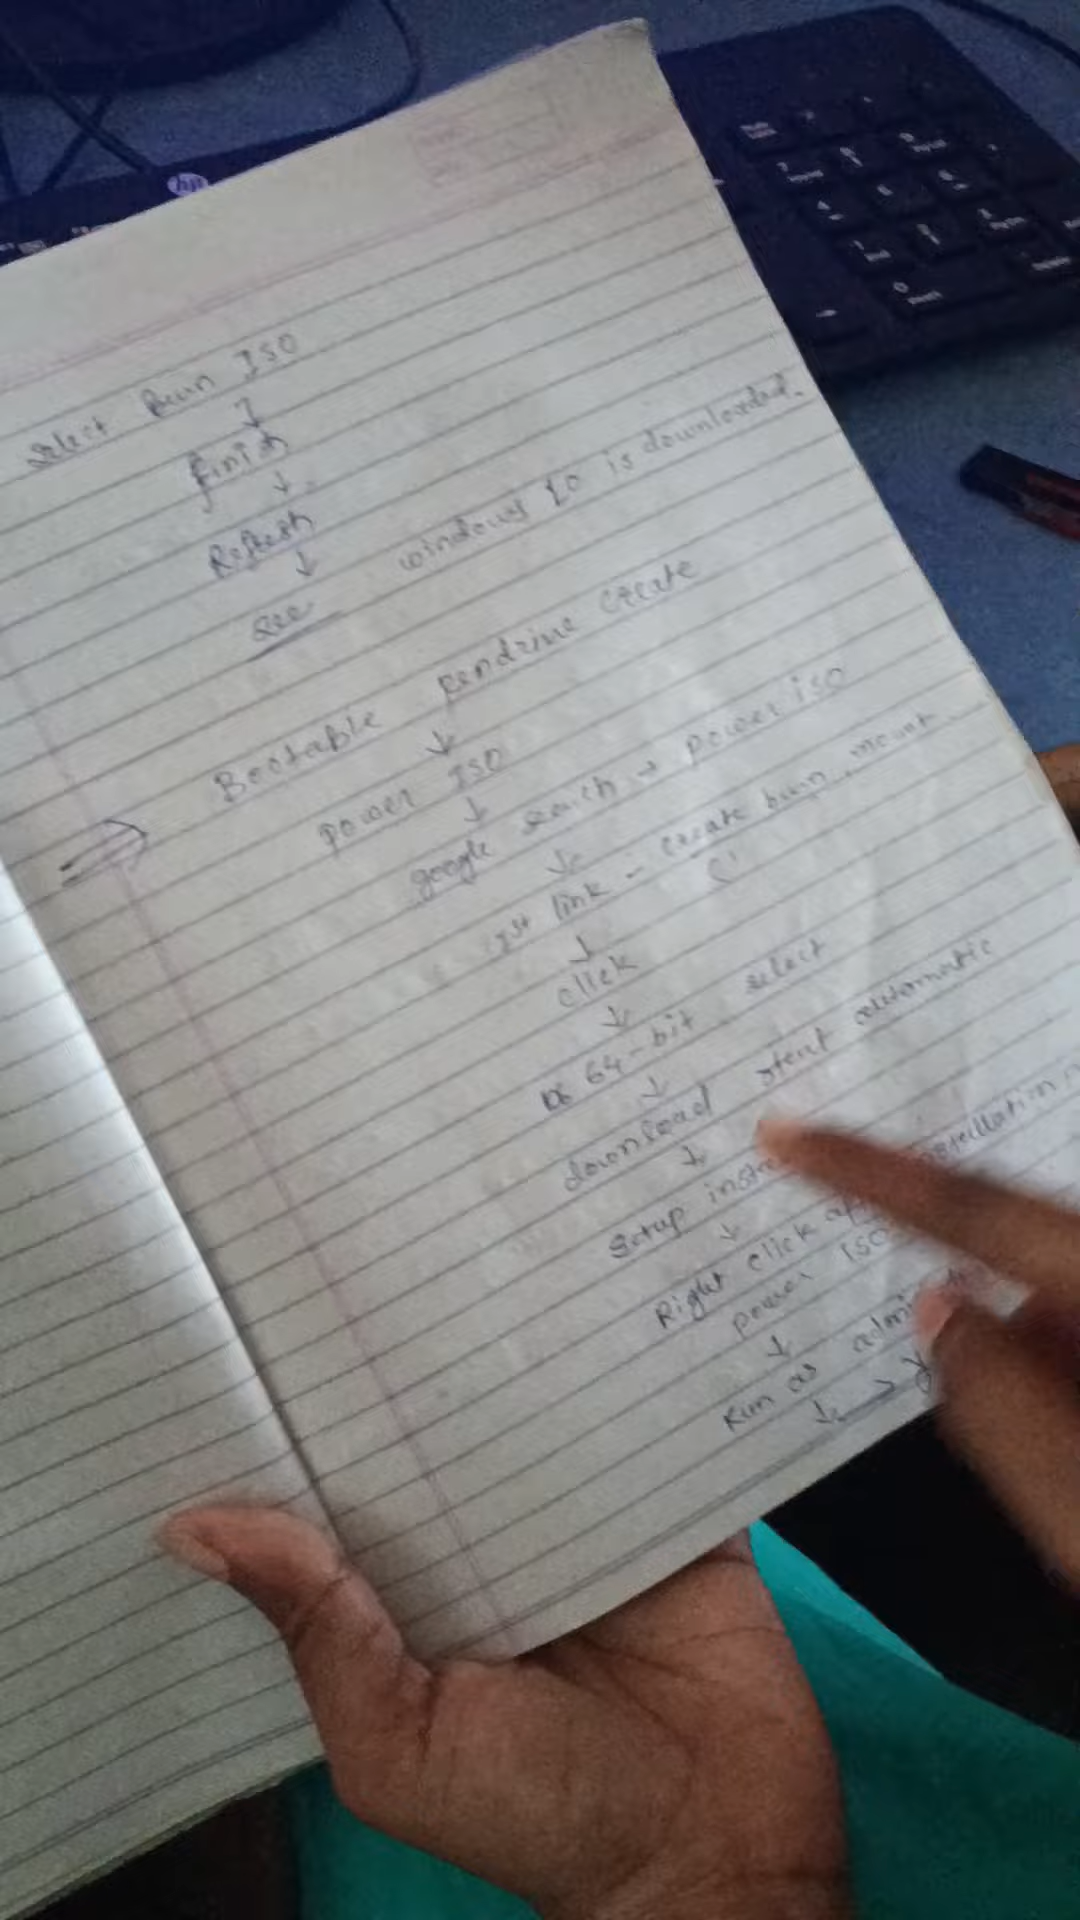 select Burn ISO
↓
finish
↓
Refresh
↓
see windows 10 is downloaded.
Bootable pendrive create
↓
power ISO
↓
google search → power iso
↓
1st link - create burn, mount
↓
click
↓
64-bit select
↓
download start automatic
↓
setup
↓
Right click
power ISO
↓
Run as
↓ →
hp